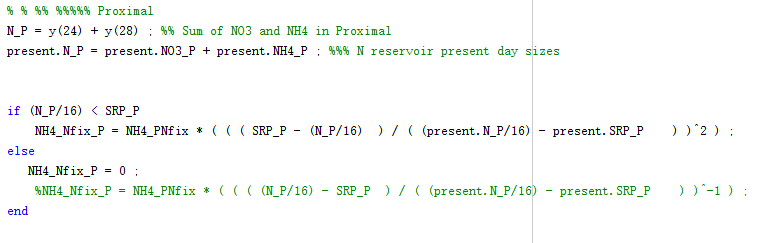 % % %% %%%%% Proximal
N_P = y(24) + y(28) ; %% Sum of NO3 and NH4 in Proximal
present.N_P = present.NO3_P + present.NH4_P ; %%% N reservoir present day sizes
if (N_P/16) < SRP_P
NH4_Nfix_P = NH4_PNfix * ( ( ( SRP_P - (N_P/16) ) / ( (present.N_P/16) - present.SRP_P ) )^2 ) ;
else
NH4_Nfix_P = 0 ;
%NH4_Nfix_P = NH4_PNfix * ( ( ( (N_P/16) - SRP_P ) / ( (present.N_P/16) - present.SRP_P ) )^-1 ) ;
end